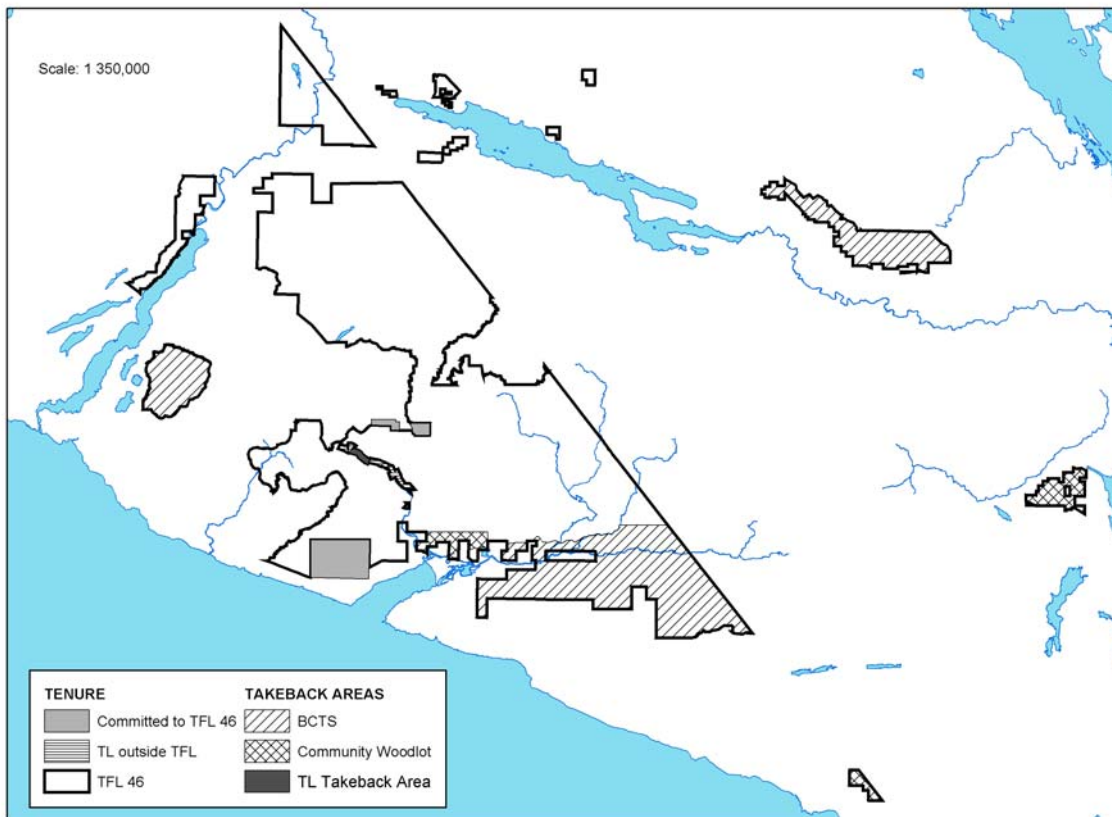 Scale: 1 350,000
TENURE
Committed to TFL 46
TL outside TFL
TFL 46
TAKEBACK AREAS
BCTS
Community Woodlot
TL Takeback Area